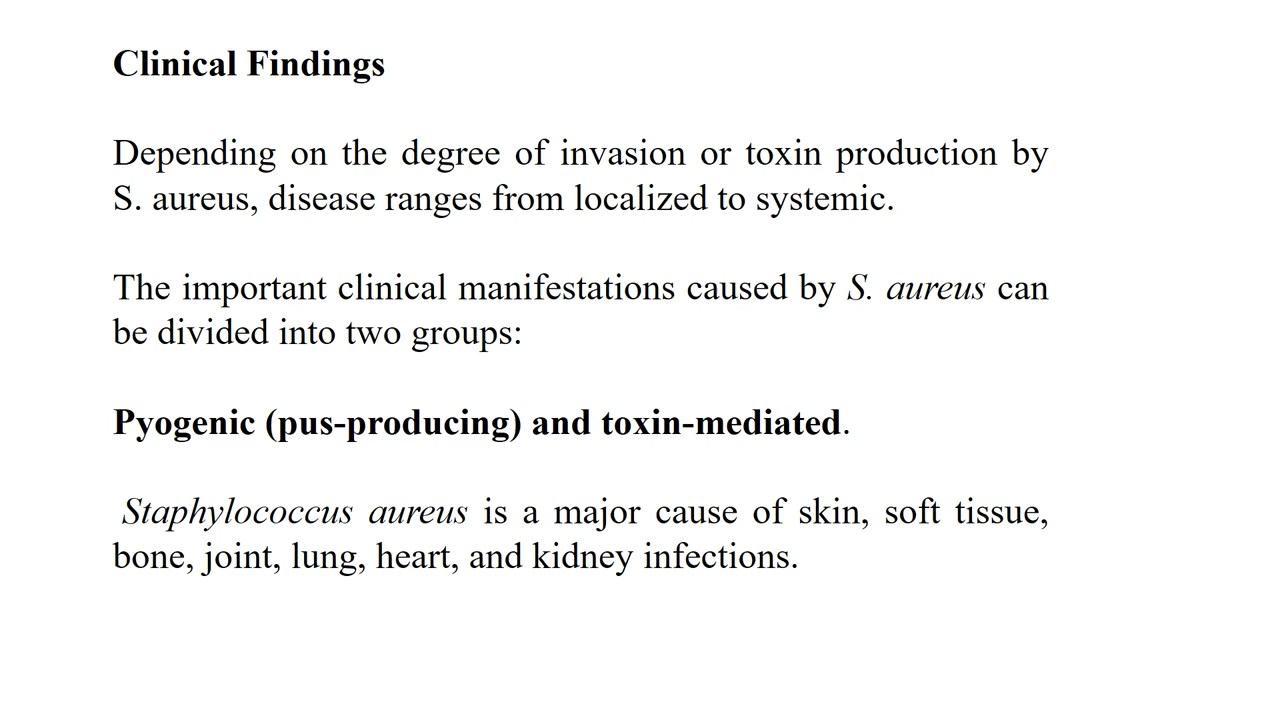 Clinical Findings
Depending on the degree of invasion or toxin production by
S. aureus, disease ranges from localized to systemic.
The important clinical manifestations caused by S. aureus can
be divided into two groups:
Pyogenic (pus-producing) and toxin-mediated.
Staphylococcus aureus is a major cause of skin, soft tissue,
bone, joint, lung, heart, and kidney infections.